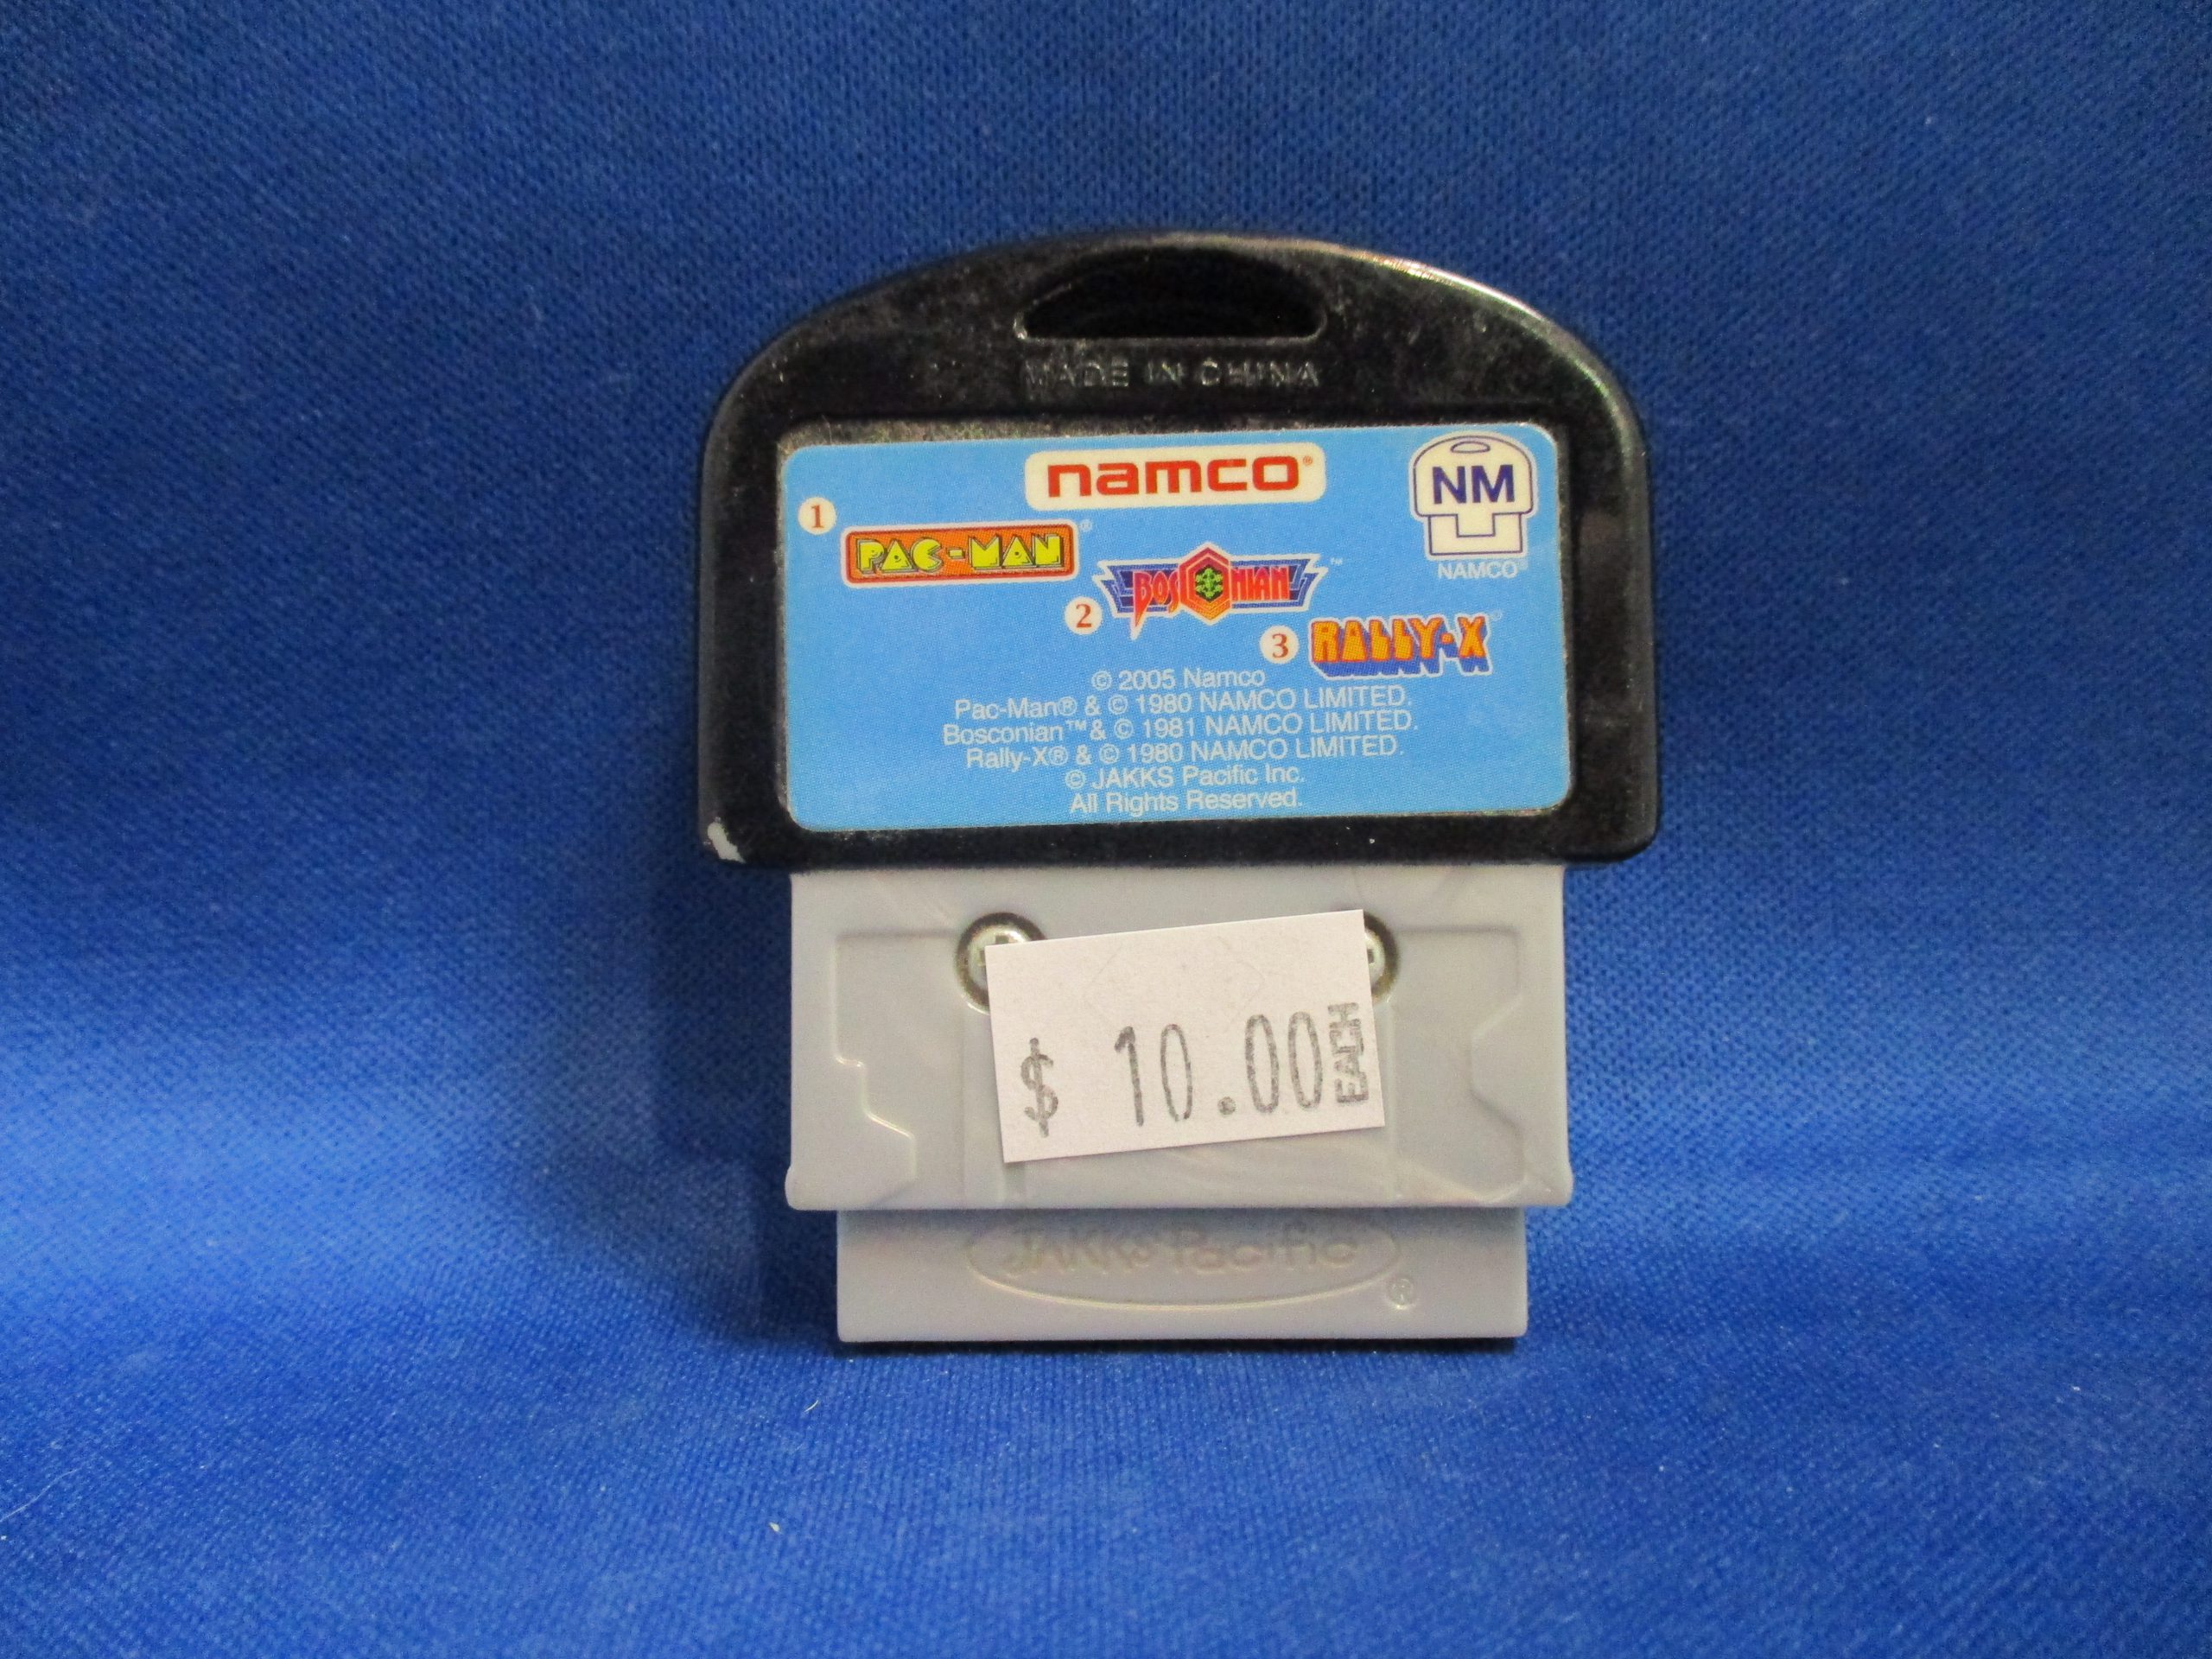 MADE IN CHINA
namco®
NM
NAMCO®
1
PAC-MAN®
2
BOSCONIAN™
3
RALLY-X®
© 2005 Namco
Pac-Man® & © 1980 NAMCO LIMITED.
Bosconian™ & © 1981 NAMCO LIMITED.
Rally-X® & © 1980 NAMCO LIMITED.
© JAKKS Pacific Inc.
All Rights Reserved.
$ 10.00 EACH
JAKKS Pacific®